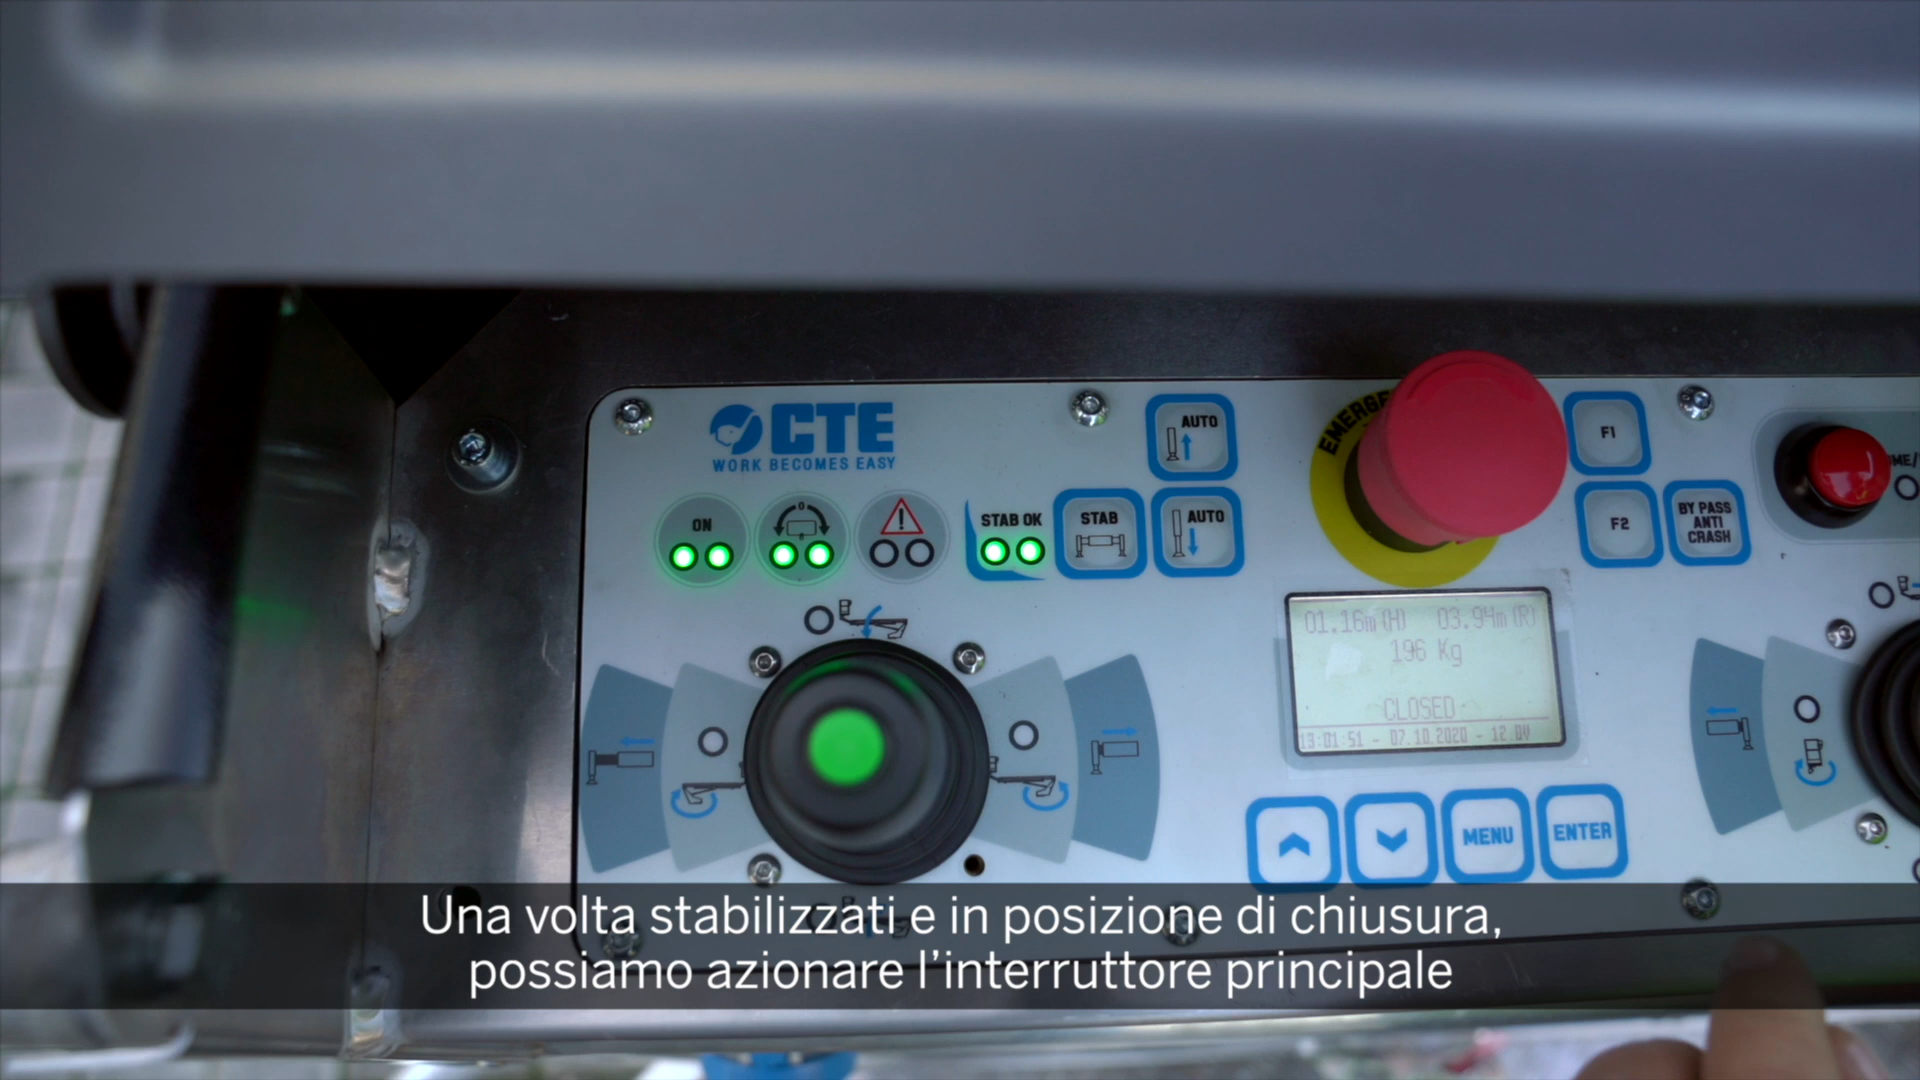 CTE
WORK BECOMES EASY
AUTO
F1
ON
0
STAB OK
STAB
AUTO
F2
BY PASS
ANTI
CRASH
01.16m(H) 03.94m(R)
196 Kg
CLOSED
13:01:51 - 07.10.2020 - 12.0V
MENU
ENTER
Una volta stabilizzati e in posizione di chiusura,
possiamo azionare l’interruttore principale